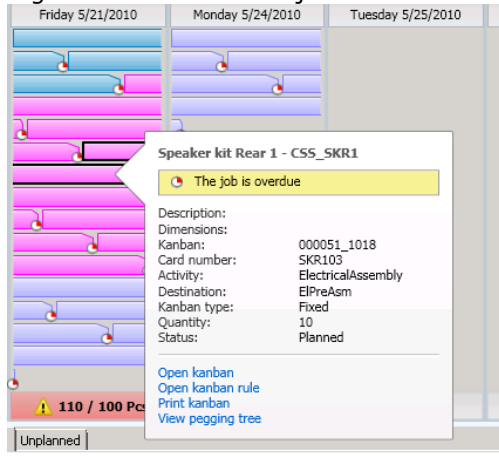 Friday 5/21/2010
Monday 5/24/2010
Tuesday 5/25/2010
Speaker kit Rear 1 - CSS_SKR1
The job is overdue
Description:
Dimensions:
Kanban: 000051_1018
Card number: SKR103
Activity: ElectricalAssembly
Destination: ElPreAsm
Kanban type: Fixed
Quantity: 10
Status: Planned
Open kanban
Open kanban rule
Print kanban
View pegging tree
110 / 100 Pcs
Unplanned